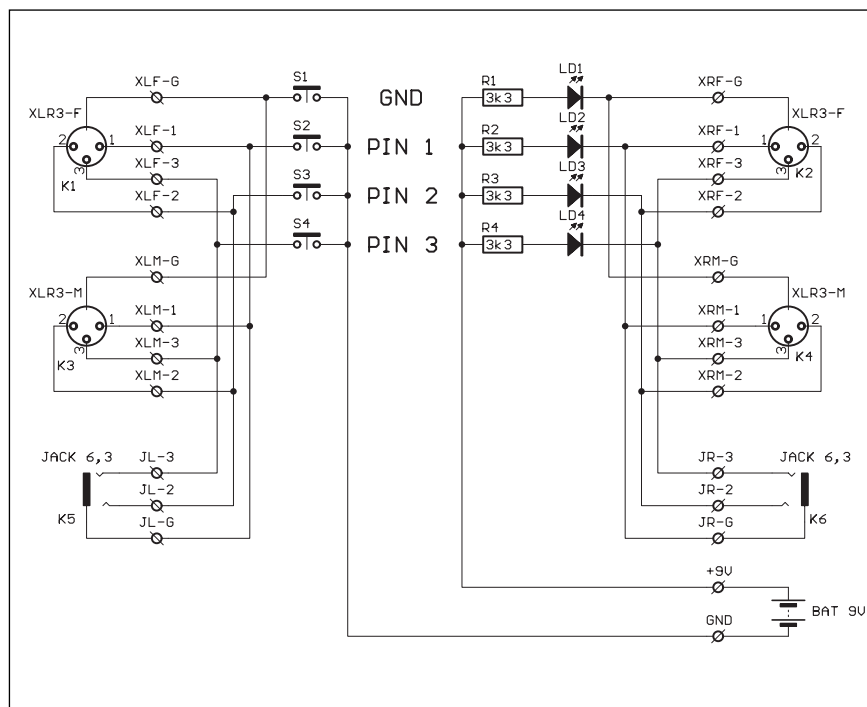 XLF-G
S1
GND
R1
3k3
LD1
XRF-G
XLR3-F
2
1
3
K1
XLF-1
XLF-3
XLF-2
S2
PIN 1
R2
3k3
LD2
XRF-1
XRF-3
XRF-2
XLR3-F
1
2
3
K2
S3
PIN 2
R3
3k3
LD3
S4
PIN 3
R4
3k3
LD4
XLM-G
XLR3-M
2
1
3
K3
XLM-1
XLM-3
XLM-2
XRM-G
XLR3-M
1
2
3
K4
XRM-1
XRM-3
XRM-2
JACK 6,3
JL-3
JL-2
K5
JL-G
JR-3
JACK 6,3
JR-2
K6
JR-G
+9V
BAT 9V
GND